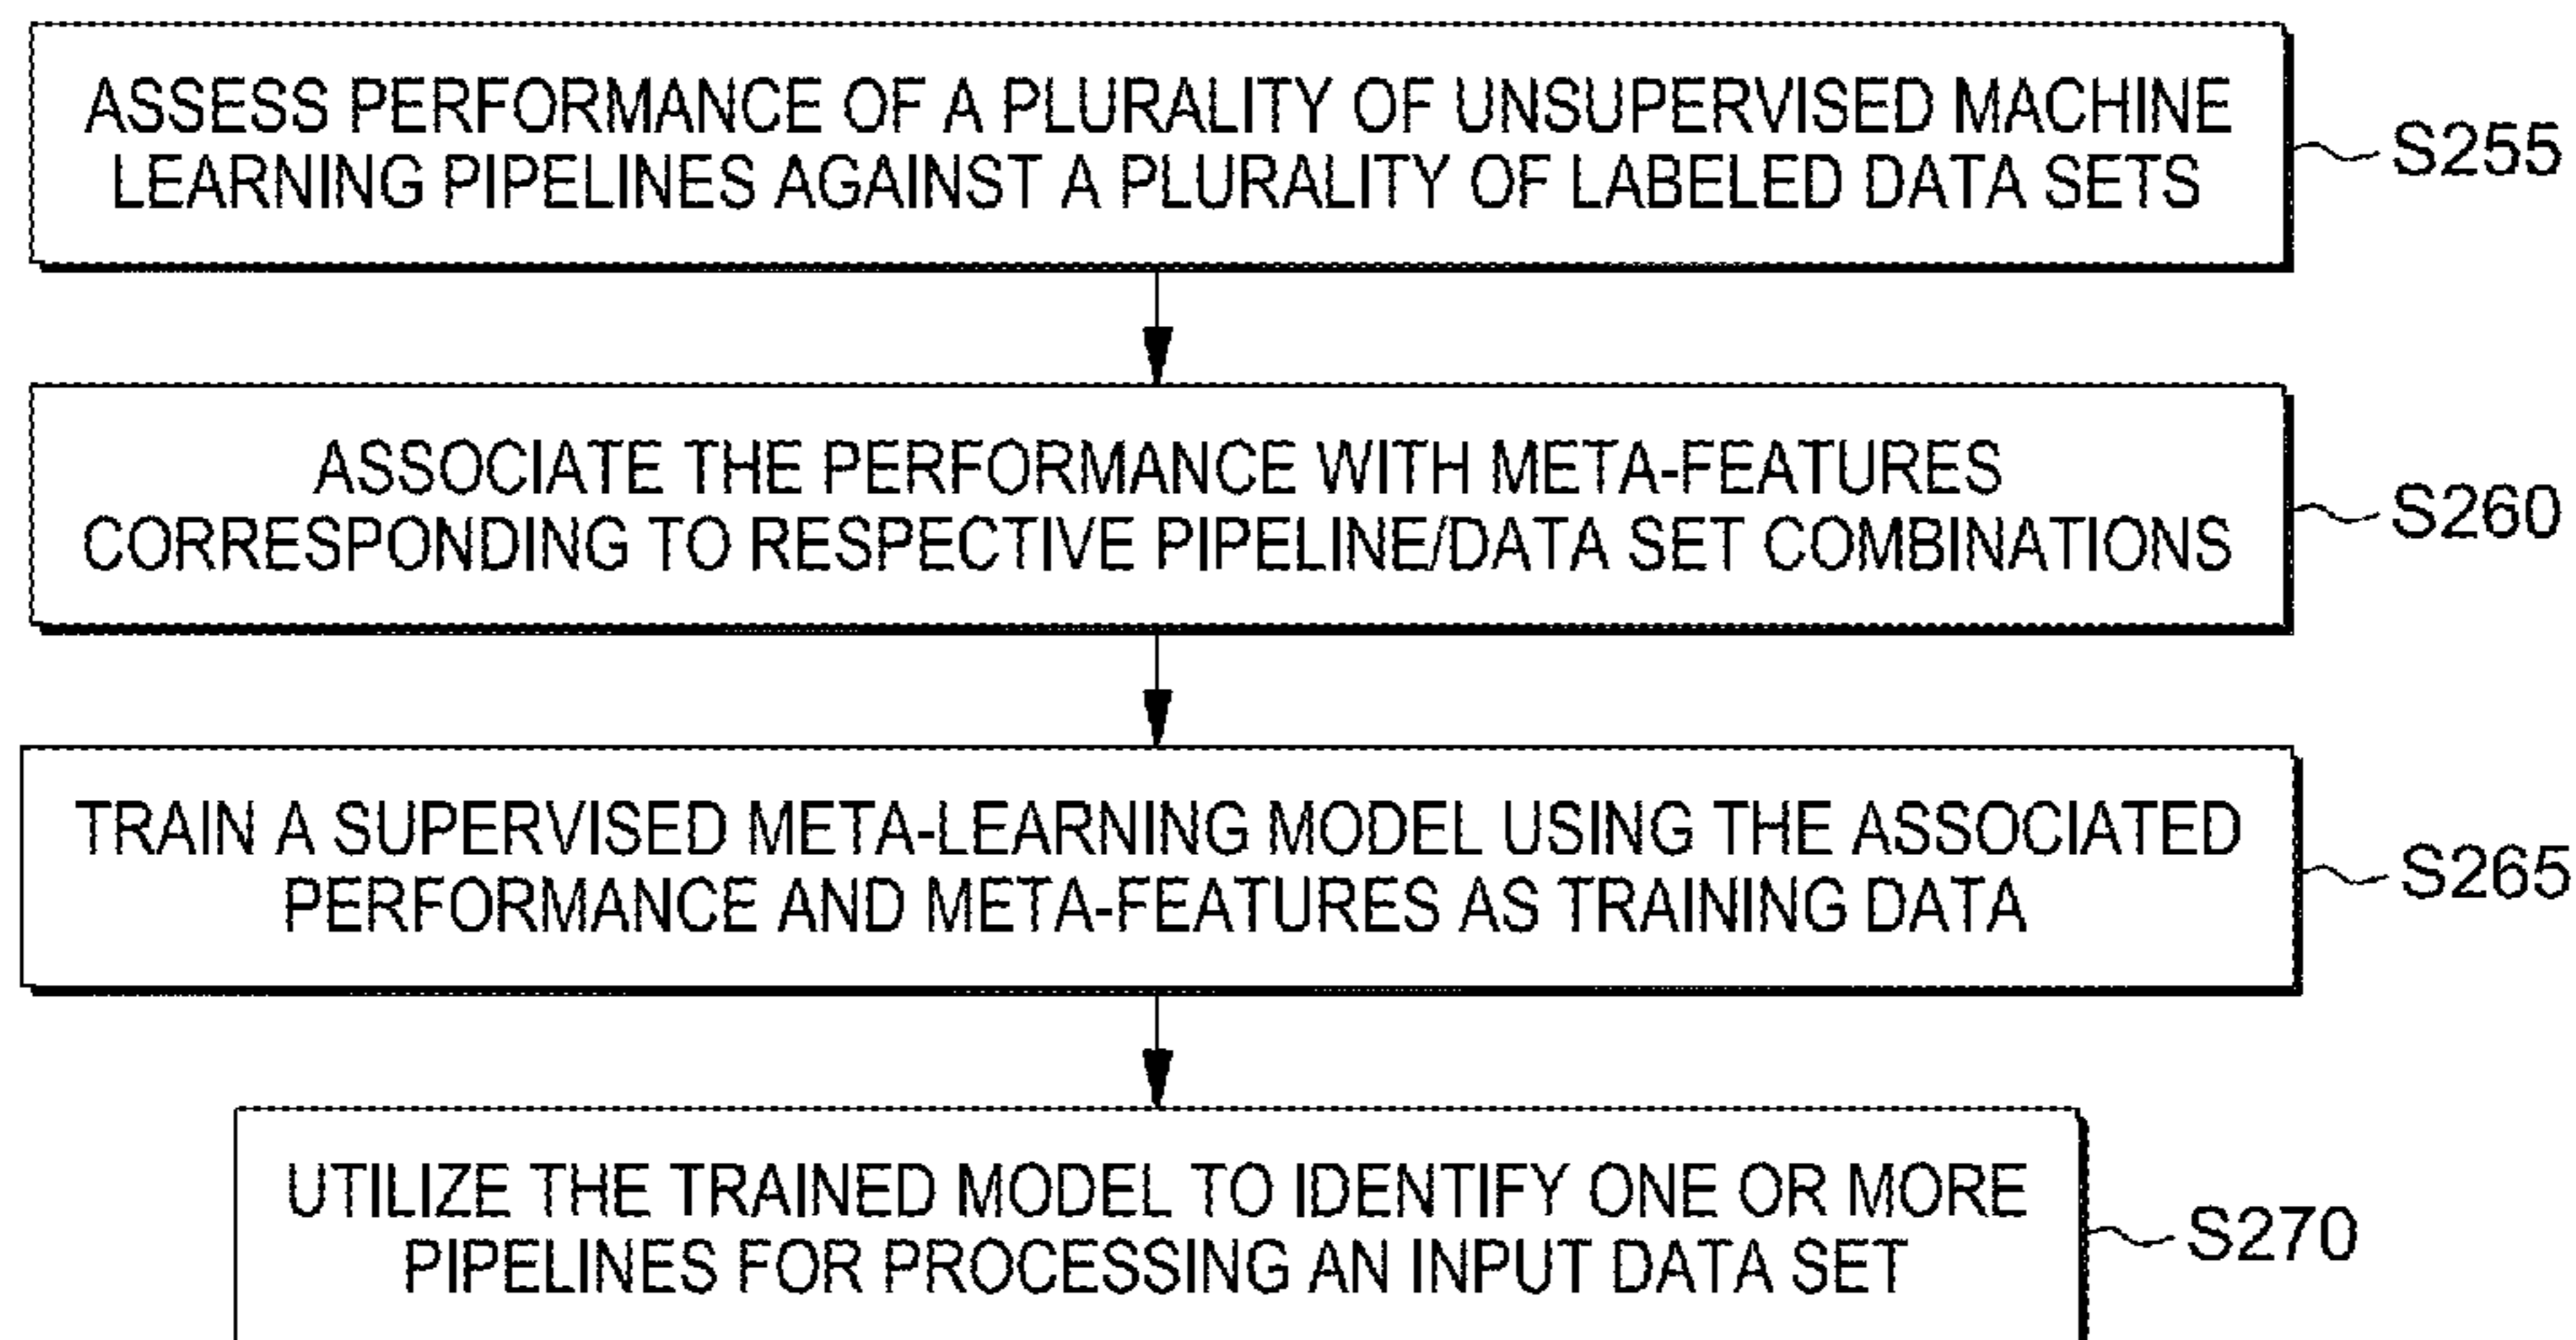 ASSESS PERFORMANCE OF A PLURALITY OF UNSUPERVISED MACHINE
LEARNING PIPELINES AGAINST A PLURALITY OF LABELED DATA SETS
S255
ASSOCIATE THE PERFORMANCE WITH META-FEATURES
CORRESPONDING TO RESPECTIVE PIPELINE/DATA SET COMBINATIONS
S260
TRAIN A SUPERVISED META-LEARNING MODEL USING THE ASSOCIATED
PERFORMANCE AND META-FEATURES AS TRAINING DATA
S265
UTILIZE THE TRAINED MODEL TO IDENTIFY ONE OR MORE
PIPELINES FOR PROCESSING AN INPUT DATA SET
S270